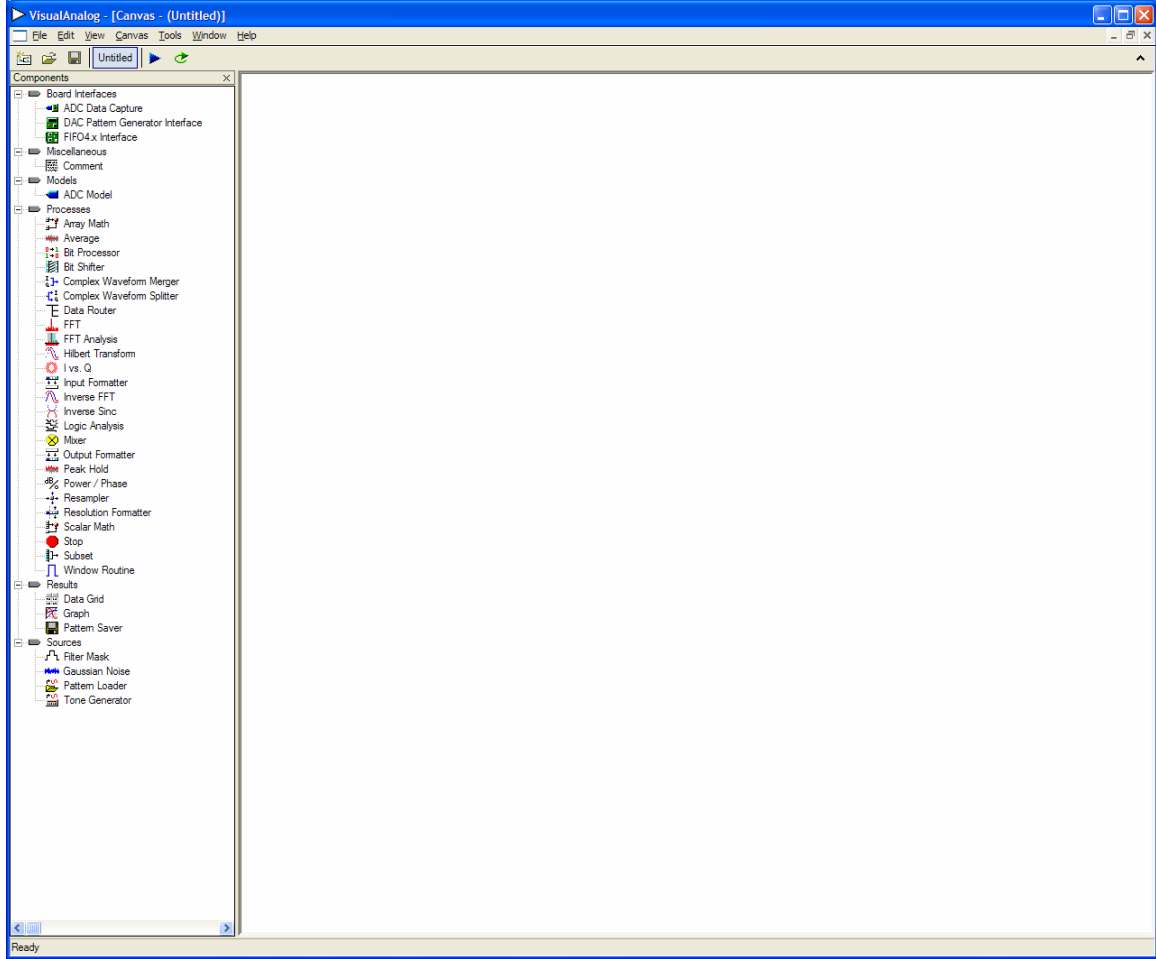 VisualAnalog - [Canvas - (Untitled)]
File Edit View Canvas Tools Window Help
Untitled
Components
Board Interfaces
ADC Data Capture
DAC Pattern Generator Interface
FIFO4.x Interface
Miscellaneous
Comment
Models
ADC Model
Processes
Array Math
Average
Bit Processor
Bit Shifter
Complex Waveform Merger
Complex Waveform Splitter
Data Router
FFT
FFT Analysis
Hilbert Transform
I vs. Q
Input Formatter
Inverse FFT
Inverse Sinc
Logic Analysis
Mixer
Output Formatter
Peak Hold
Power / Phase
Resampler
Resolution Formatter
Scalar Math
Stop
Subset
Window Routine
Results
Data Grid
Graph
Pattern Saver
Sources
Filter Mask
Gaussian Noise
Pattern Loader
Tone Generator
Ready